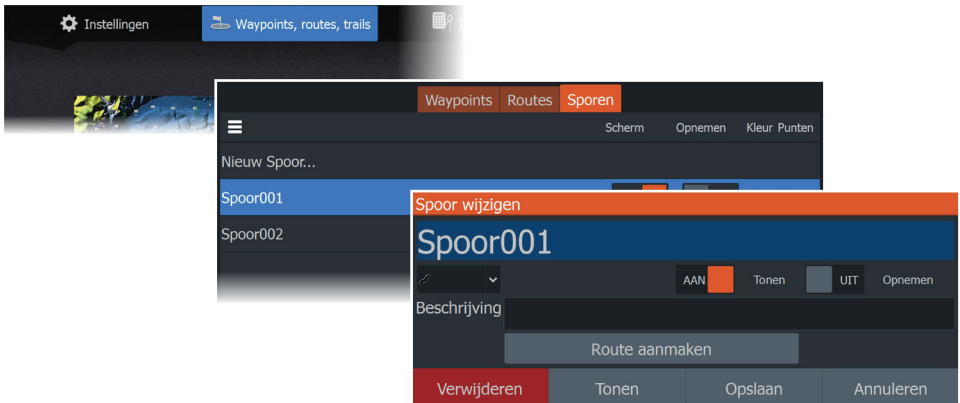 Instellingen Waypoints, routes, trails
Waypoints Routes Sporen
Scherm Opnemen Kleur Punten
Nieuw Spoor...
Spoor001
Spoor002
Spoor wijzigen
Spoor001
AAN Tonen UIT Opnemen
Beschrijving
Route aanmaken
Verwijderen Tonen Opslaan Annuleren